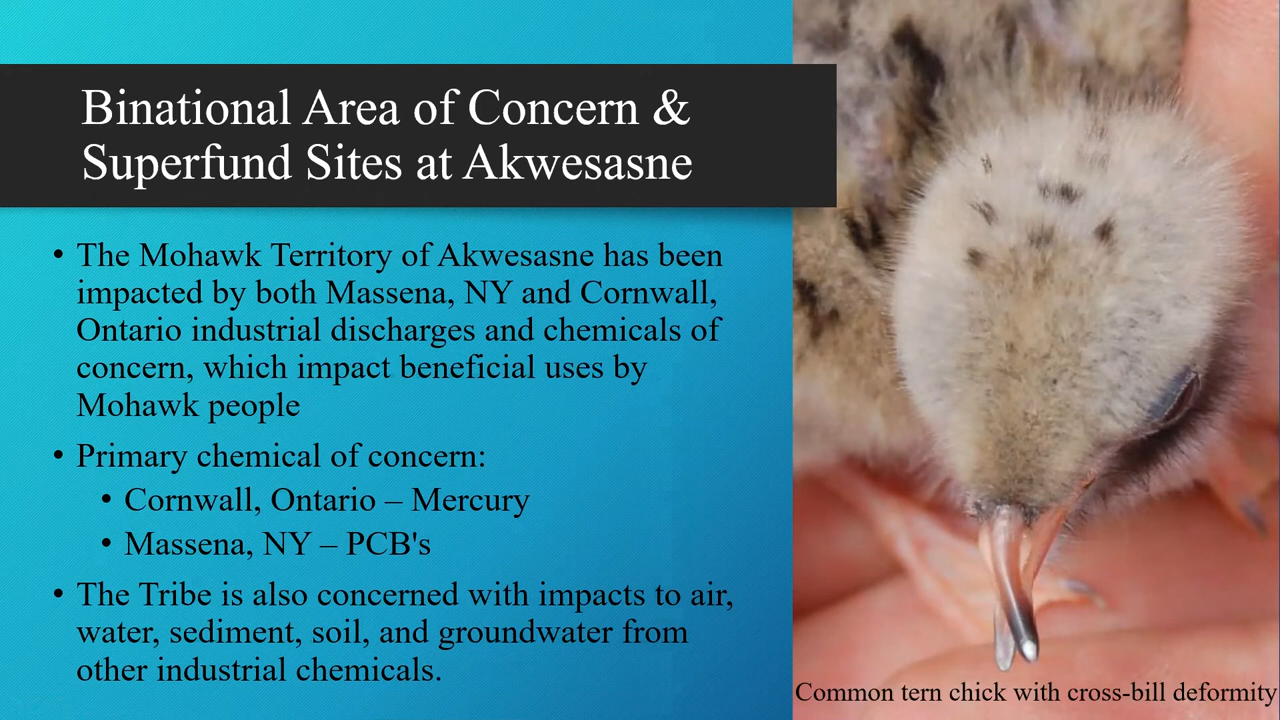 Binational Area of Concern &
Superfund Sites at Akwesasne
• The Mohawk Territory of Akwesasne has been
impacted by both Massena, NY and Cornwall,
Ontario industrial discharges and chemicals of
concern, which impact beneficial uses by
Mohawk people
• Primary chemical of concern:
• Cornwall, Ontario – Mercury
• Massena, NY – PCB's
• The Tribe is also concerned with impacts to air,
water, sediment, soil, and groundwater from
other industrial chemicals.
Common tern chick with cross-bill deformity